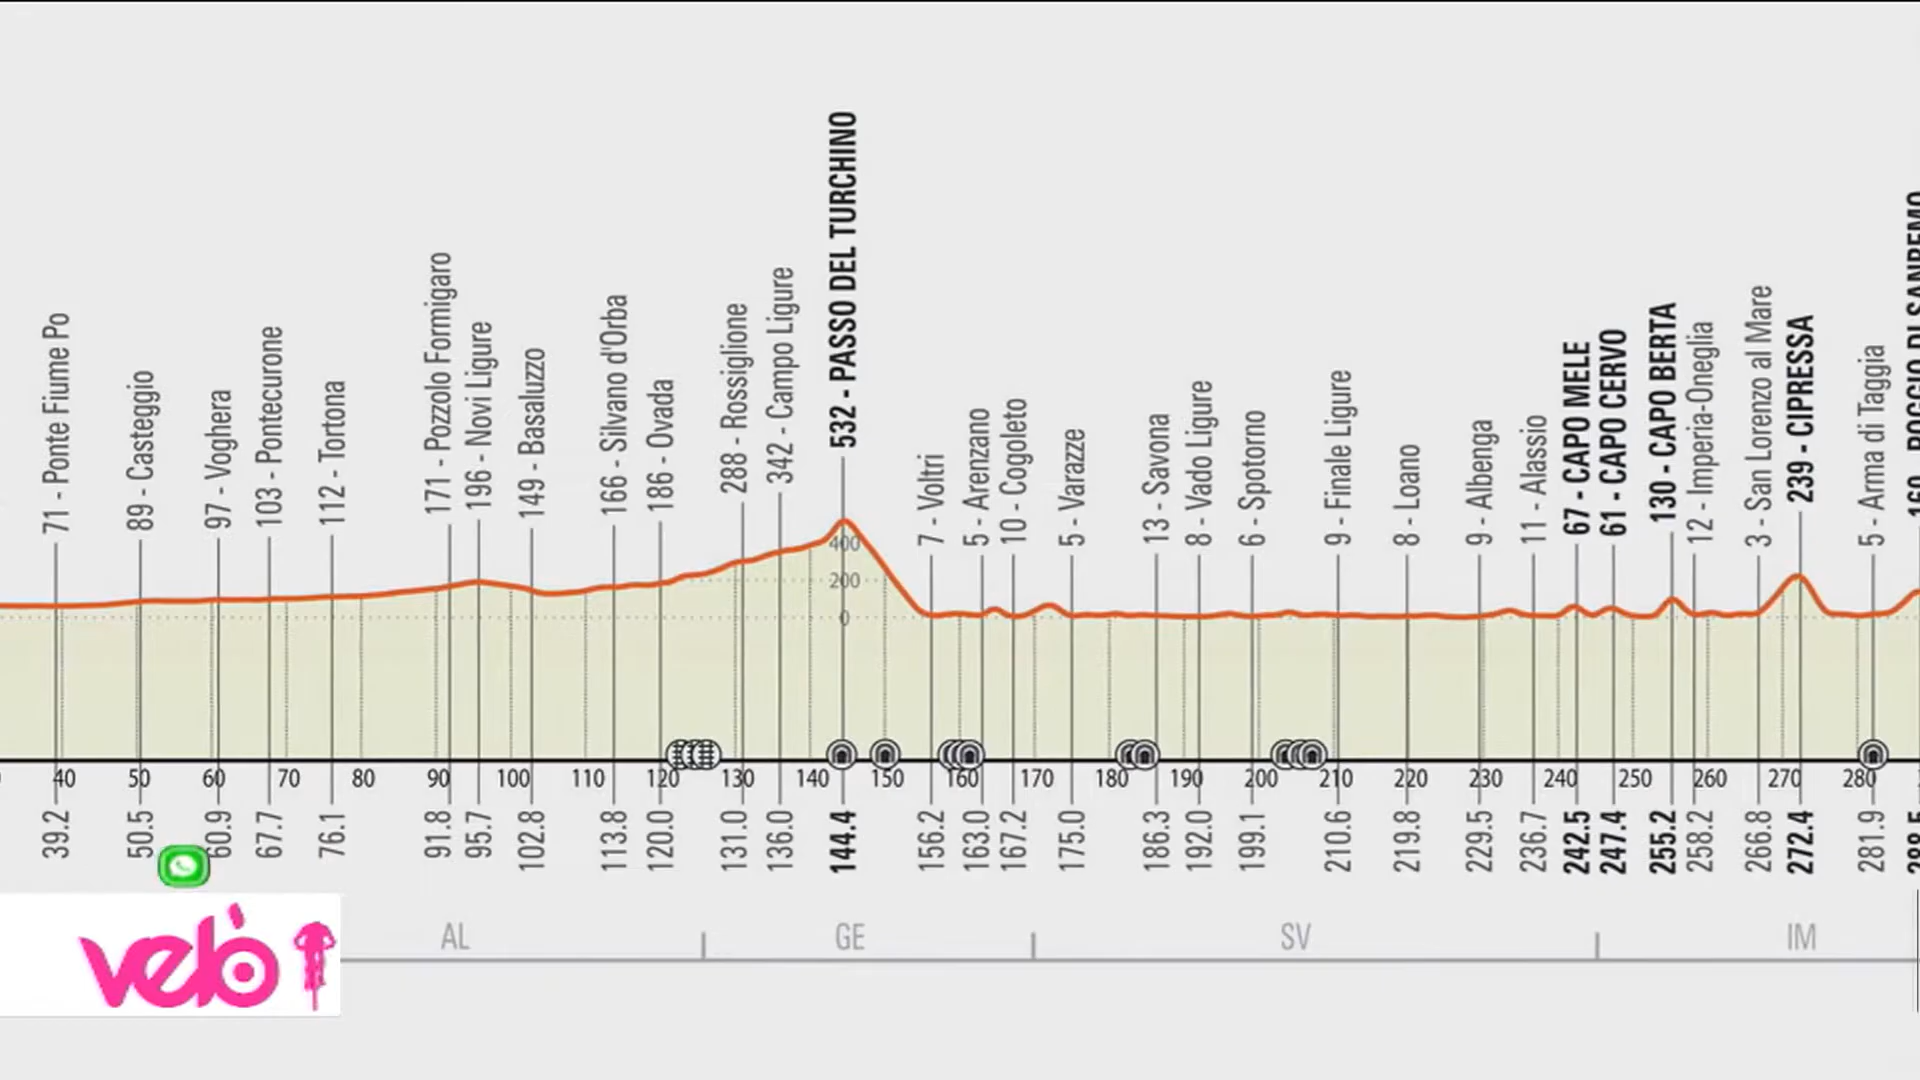 71 - Ponte Fiume Po
89 - Casteggio
97 - Voghera
103 - Pontecurone
112 - Tortona
171 - Pozzolo Formigaro
196 - Novi Ligure
149 - Basaluzzo
166 - Silvano d'Orba
186 - Ovada
288 - Rossiglione
342 - Campo Ligure
532 - PASSO DEL TURCHINO
7 - Voltri
5 - Arenzano
10 - Cogoleto
5 - Varazze
13 - Savona
8 - Vado Ligure
6 - Spotorno
9 - Finale Ligure
8 - Loano
9 - Albenga
11 - Alassio
67 - CAPO MELE
61 - CAPO CERVO
130 - CAPO BERTA
12 - Imperia-Oneglia
3 - San Lorenzo al Mare
239 - CIPRESSA
5 - Arma di Taggia
160 - POGGIO DI SANREMO
400
200
0
40 50 60 70 80 90 100 110 120 130 140 150 160 170 180 190 200 210 220 230 240 250 260 270 280
39.2
50.5
60.9
67.7
76.1
91.8
95.7
102.8
113.8
120.0
131.0
136.0
144.4
156.2
163.0
167.2
175.0
186.3
192.0
199.1
210.6
219.8
229.5
236.7
242.5
247.4
255.2
258.2
266.8
272.4
281.9
288.5
AL GE SV IM
velò